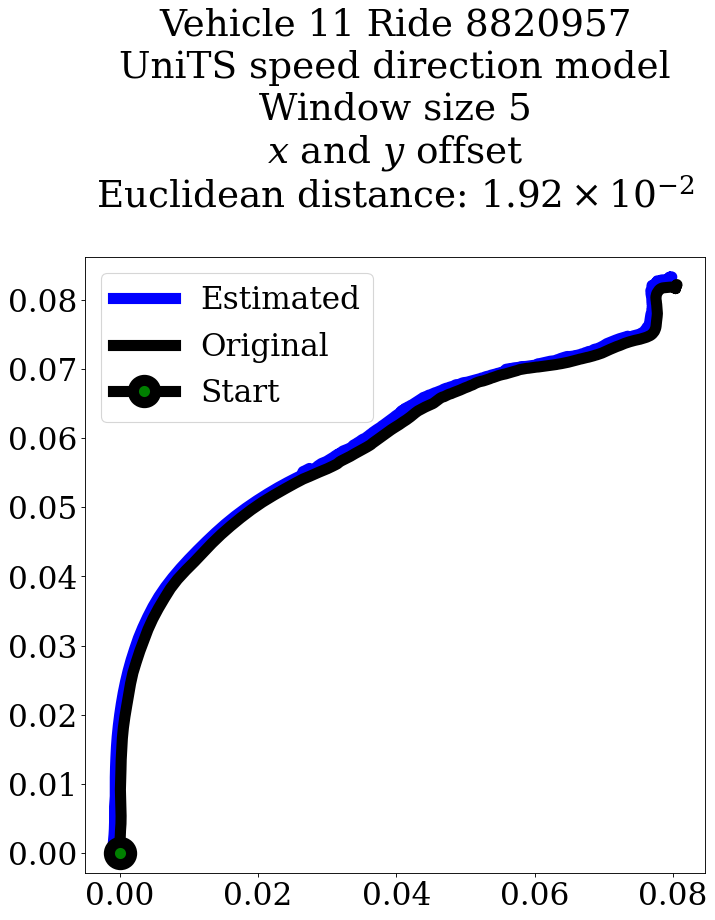 Vehicle 11 Ride 8820957
UniTS speed direction model
Window size 5
x and y offset
Euclidean distance: 1.92 × 10⁻²
Estimated
Original
Start
0.08
0.07
0.06
0.05
0.04
0.03
0.02
0.01
0.00
0.00 0.02 0.04 0.06 0.08